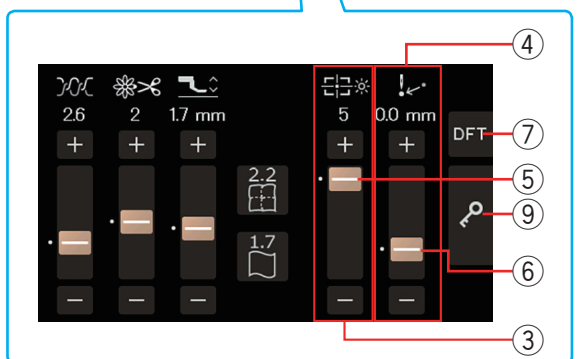 ④
2.6 2 1.7 mm 5 0.0 mm
+ + + + +
DFT ⑦
2.2
⑤
⑨
1.7
⑥
− − − − −
③